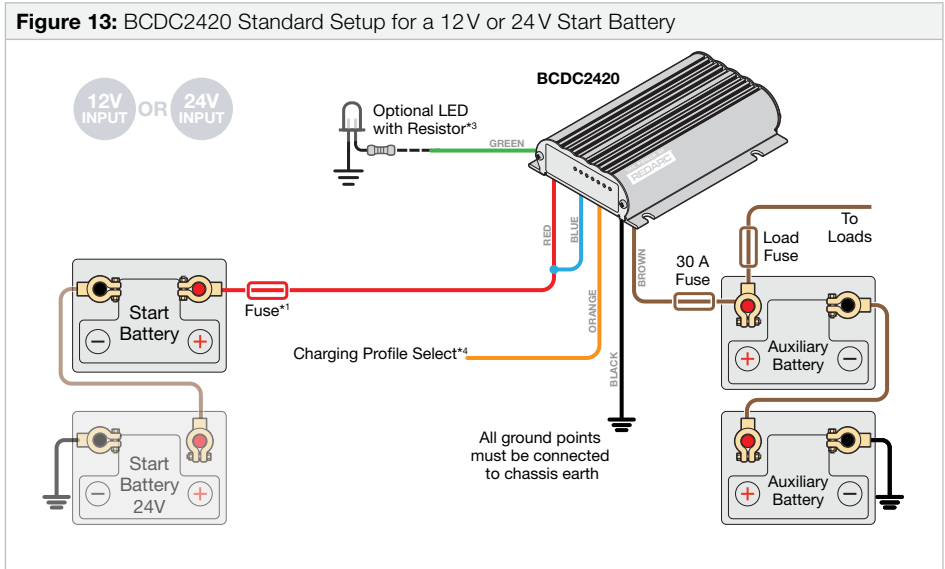 Figure 13: BCDC2420 Standard Setup for a 12V or 24V Start Battery
12V
INPUT
OR
24V
INPUT
BCDC2420
Optional LED
with Resistor*3
GREEN
REDARC
RED
BLUE
ORANGE
BLACK
BROWN
To
Loads
Load
Fuse
30 A
Fuse
Start
Battery
Fuse*1
Charging Profile Select*4
Auxiliary
Battery
All ground points
must be connected
to chassis earth
Start
Battery
24V
Auxiliary
Battery